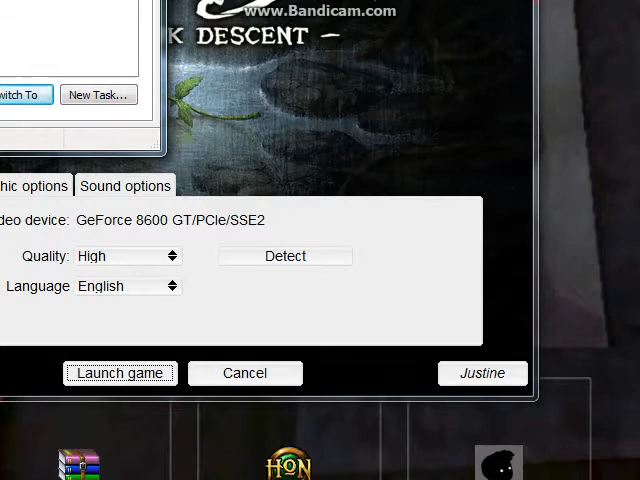 www.Bandicam.com
K DESCENT –
witch To
New Task...
hic options
Sound options
deo device: GeForce 8600 GT/PCIe/SSE2
Quality: High
Detect
Language English
Launch game
Cancel
Justine
HON